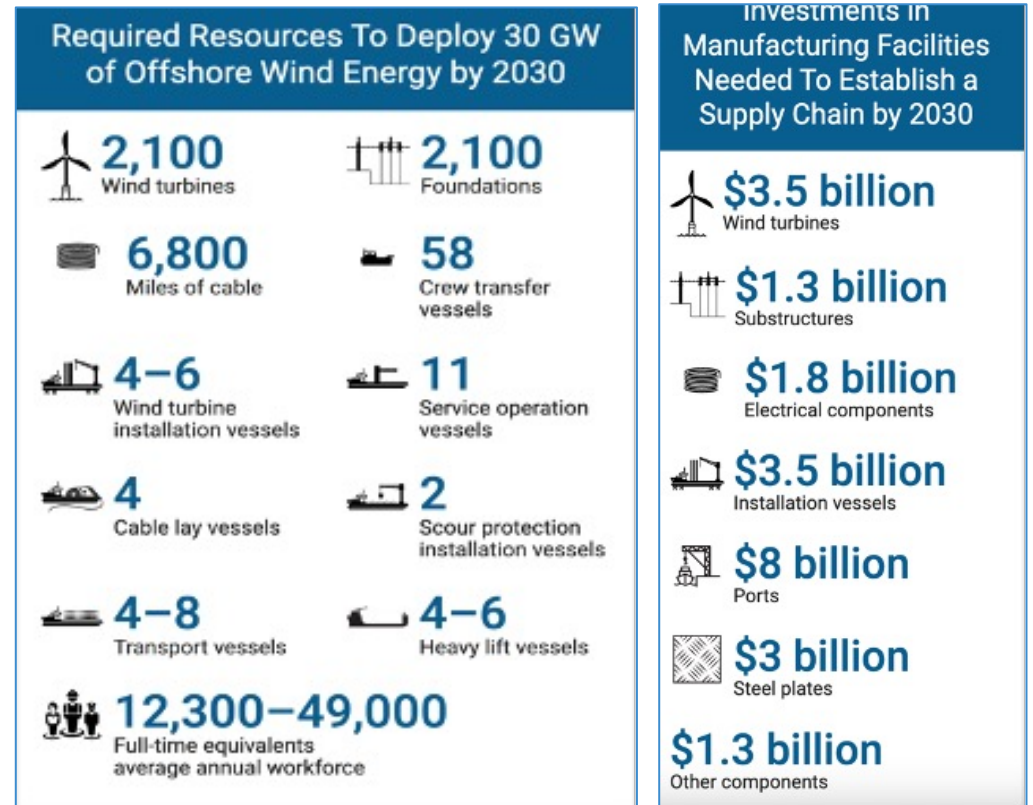 Required Resources To Deploy 30 GW
of Offshore Wind Energy by 2030
2,100
Wind turbines
2,100
Foundations
6,800
Miles of cable
58
Crew transfer
vessels
4–6
Wind turbine
installation vessels
11
Service operation
vessels
4
Cable lay vessels
2
Scour protection
installation vessels
4–8
Transport vessels
4–6
Heavy lift vessels
12,300–49,000
Full-time equivalents
average annual workforce
Investments in
Manufacturing Facilities
Needed To Establish a
Supply Chain by 2030
$3.5 billion
Wind turbines
$1.3 billion
Substructures
$1.8 billion
Electrical components
$3.5 billion
Installation vessels
$8 billion
Ports
$3 billion
Steel plates
$1.3 billion
Other components